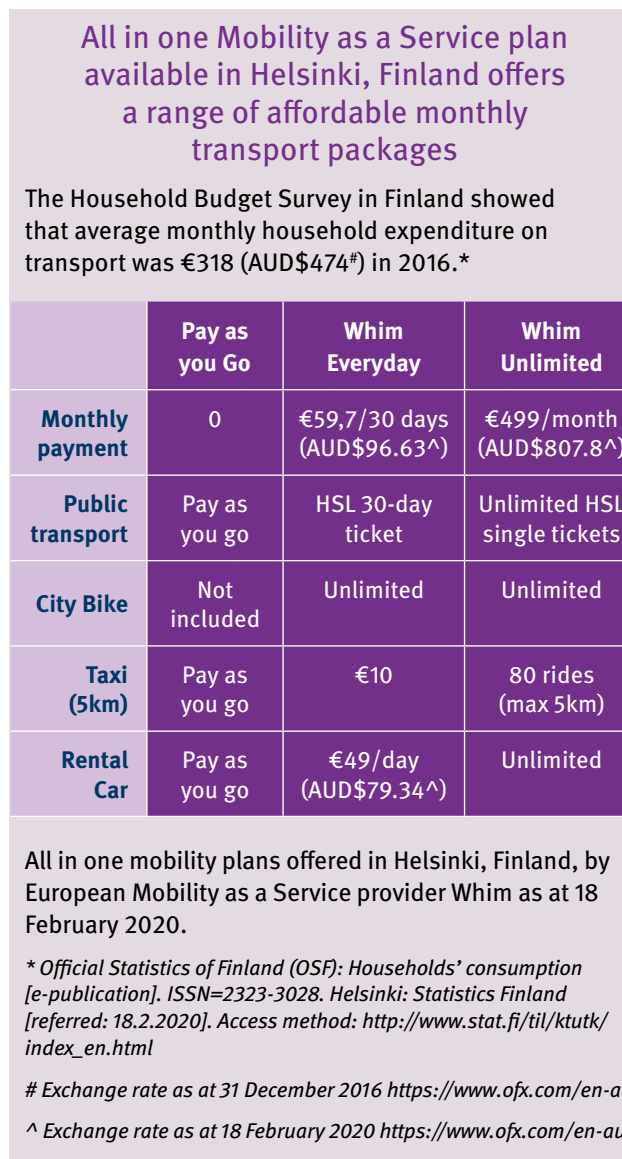 All in one Mobility as a Service plan
available in Helsinki, Finland offers
a range of affordable monthly
transport packages
The Household Budget Survey in Finland showed
that average monthly household expenditure on
transport was €318 (AUD$474#) in 2016.*
Pay as
you Go
Whim
Everyday
Whim
Unlimited
Monthly
payment
0
€59,7/30 days
(AUD$96.63^)
€499/month
(AUD$807.8^)
Public
transport
Pay as
you go
HSL 30-day
ticket
Unlimited HSL
single tickets
City Bike
Not
included
Unlimited
Unlimited
Taxi
(5km)
Pay as
you go
€10
80 rides
(max 5km)
Rental
Car
Pay as
you go
€49/day
(AUD$79.34^)
Unlimited
All in one mobility plans offered in Helsinki, Finland, by
European Mobility as a Service provider Whim as at 18
February 2020.
* Official Statistics of Finland (OSF): Households’ consumption
[e-publication]. ISSN=2323-3028. Helsinki: Statistics Finland
[referred: 18.2.2020]. Access method: http://www.stat.fi/til/ktutk/
index_en.html
# Exchange rate as at 31 December 2016 https://www.ofx.com/en-a
^ Exchange rate as at 18 February 2020 https://www.ofx.com/en-au